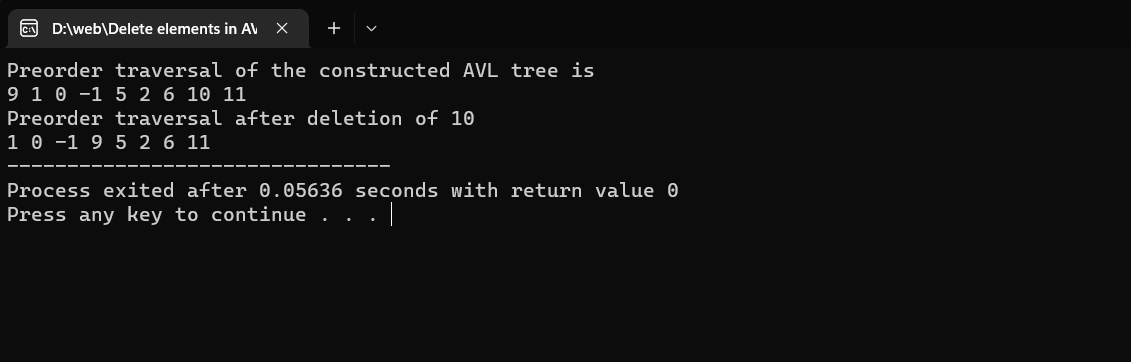 D:\web\Delete elements in AV
Preorder traversal of the constructed AVL tree is
9 1 0 -1 5 2 6 10 11
Preorder traversal after deletion of 10
1 0 -1 9 5 2 6 11
--------------------------------
Process exited after 0.05636 seconds with return value 0
Press any key to continue . . .